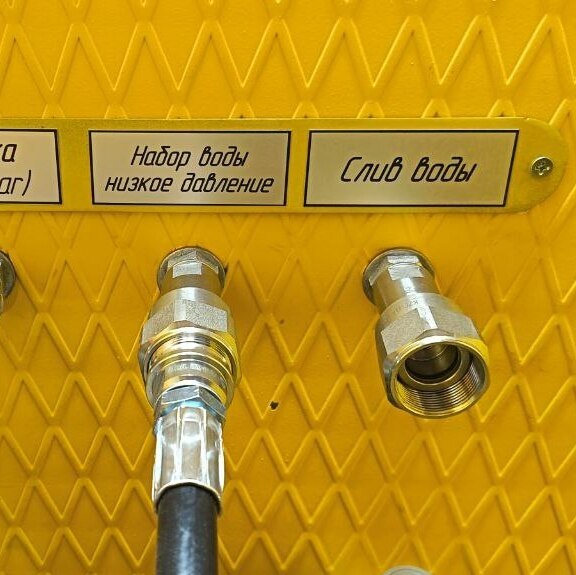 Набор воды
низкое давление
Слив воды